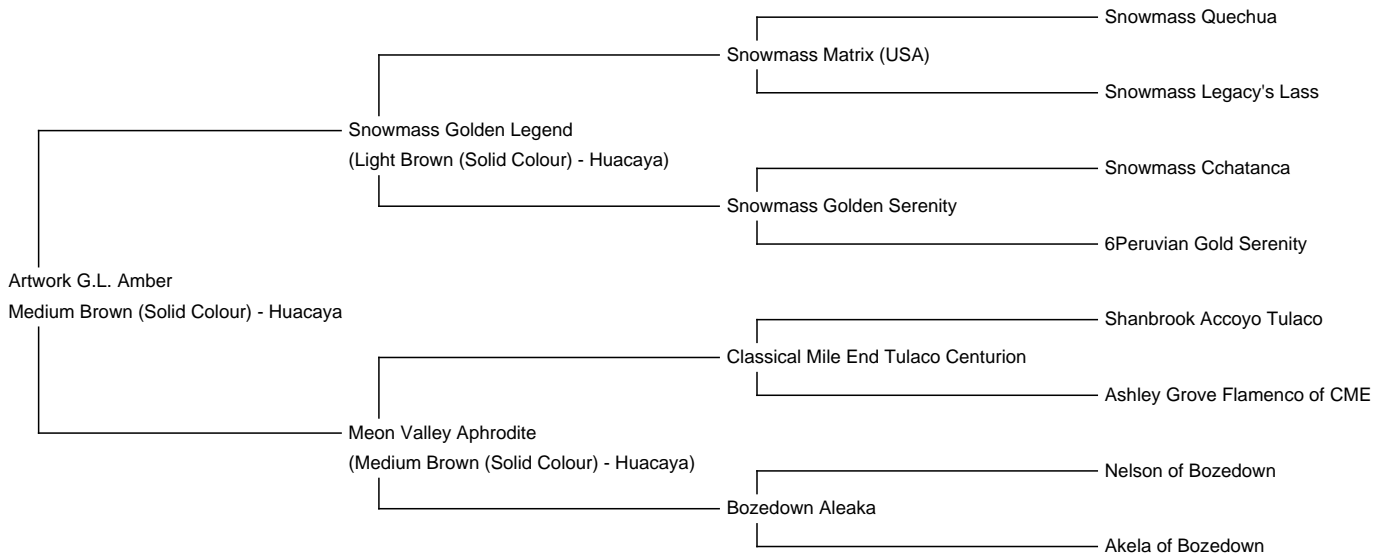 Snowmass Quechua
Snowmass Matrix (USA)
Snowmass Legacy's Lass
Snowmass Golden Legend
(Light Brown (Solid Colour) - Huacaya)
Snowmass Cchatanca
Snowmass Golden Serenity
6Peruvian Gold Serenity
Artwork G.L. Amber
Medium Brown (Solid Colour) - Huacaya
Shanbrook Accoyo Tulaco
Classical Mile End Tulaco Centurion
Ashley Grove Flamenco of CME
Meon Valley Aphrodite
(Medium Brown (Solid Colour) - Huacaya)
Nelson of Bozedown
Bozedown Aleaka
Akela of Bozedown